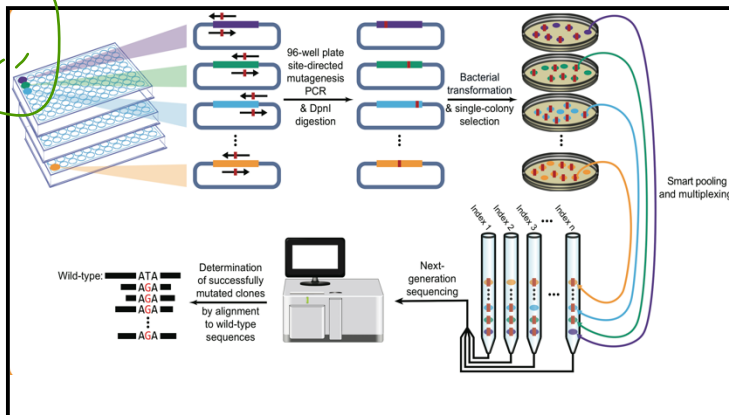 96-well plate
site-directed
mutagenesis
PCR
& DpnI
digestion
Bacterial
transformation
& single-colony
selection
Smart pooling
and multiplexing
Index 1
Index 2
Index 3
Index n
Next-
generation
sequencing
Determination
of successfully
mutated clones
by alignment
to wild-type
sequences
Wild-type: ATA
AGA
AGA
AGA
AGA